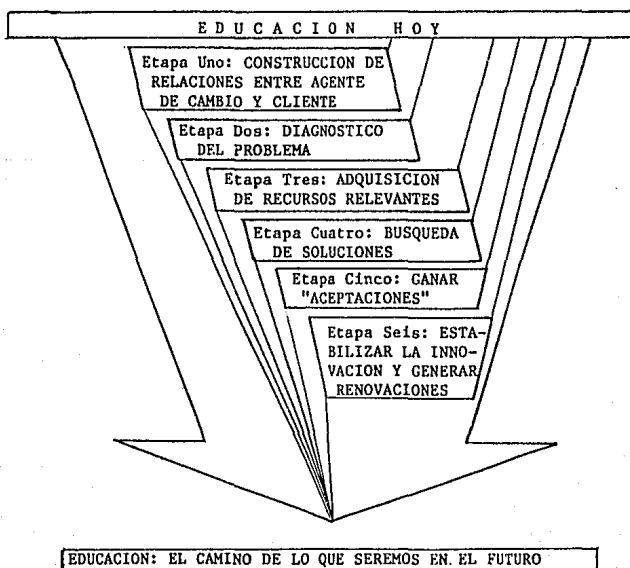 EDUCACION HOY
Etapa Uno: CONSTRUCCION DE
RELACIONES ENTRE AGENTE
DE CAMBIO Y CLIENTE
Etapa Dos: DIAGNOSTICO
DEL PROBLEMA
Etapa Tres: ADQUISICION
DE RECURSOS RELEVANTES
Etapa Cuatro: BUSQUEDA
DE SOLUCIONES
Etapa Cinco: GANAR
"ACEPTACIONES"
Etapa Seis: ESTA-
BILIZAR LA INNO-
VACION Y GENERAR
RENOVACIONES
EDUCACION: EL CAMINO DE LO QUE SEREMOS EN EL FUTURO